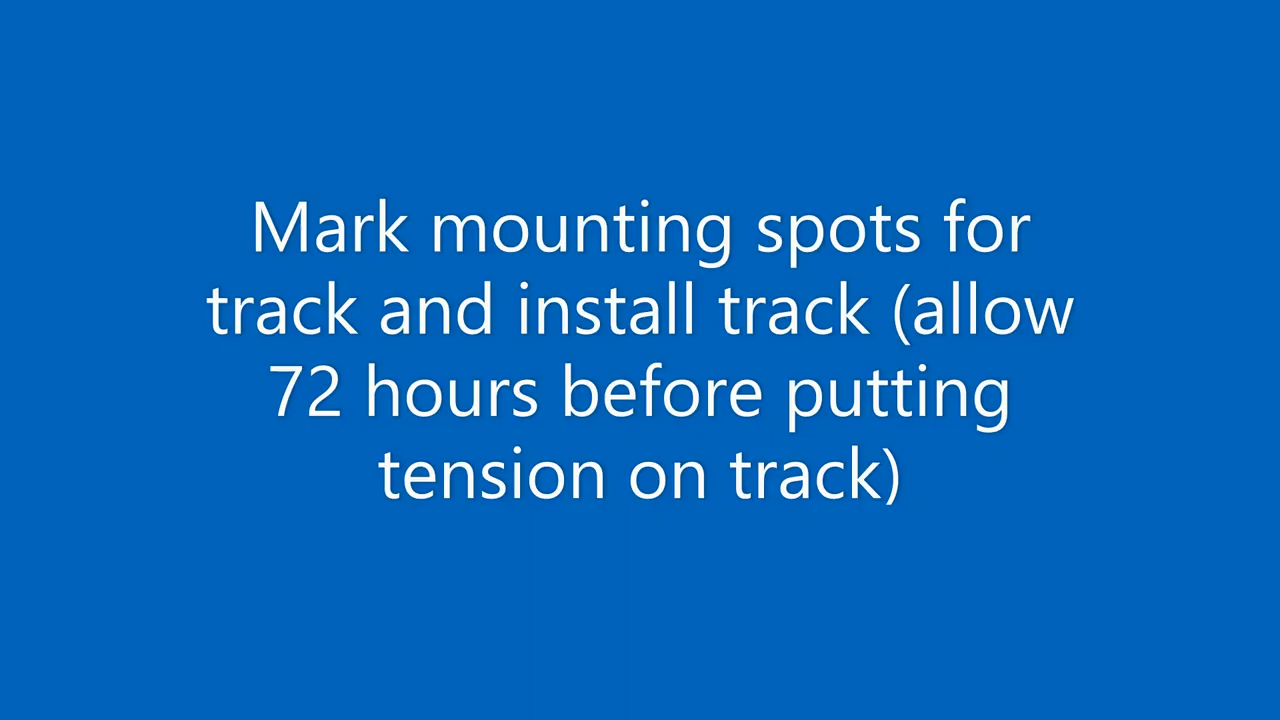 Mark mounting spots for
track and install track (allow
72 hours before putting
tension on track)